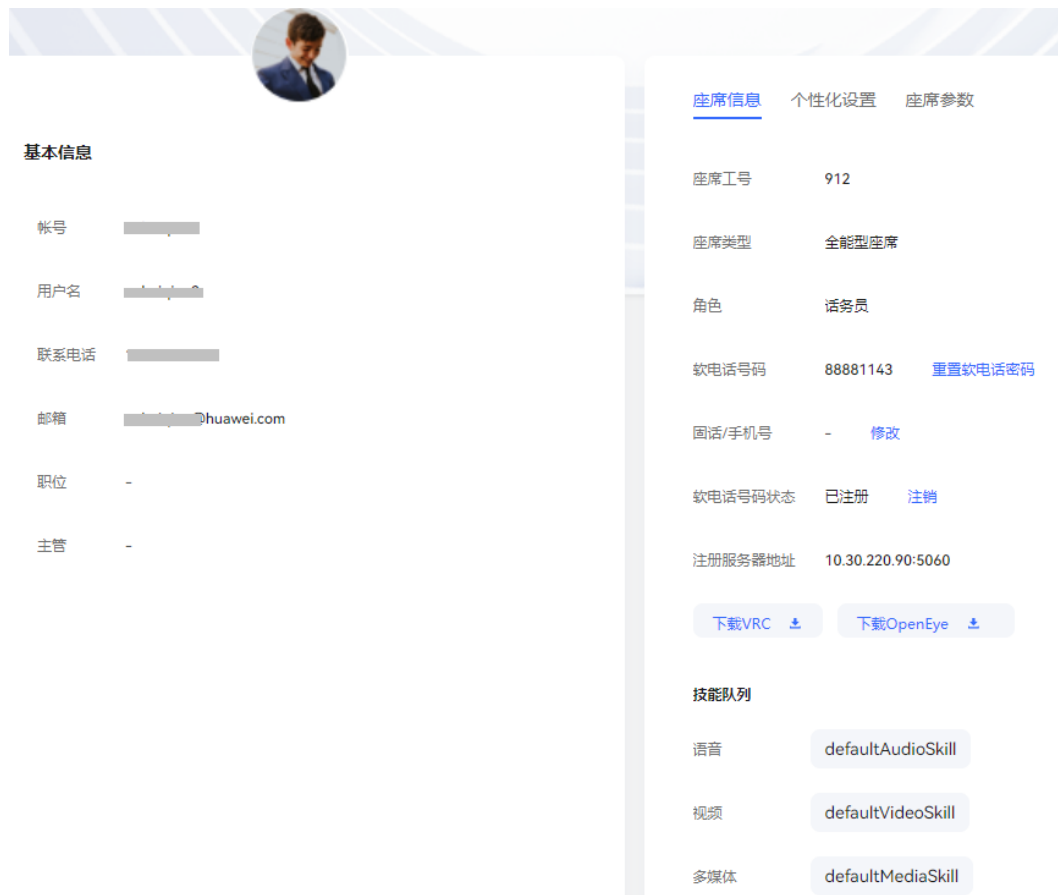 基本信息
帐号
用户名
联系电话
邮箱 @huawei.com
职位 -
主管 -
座席信息 个性化设置 座席参数
座席工号 912
座席类型 全能型座席
角色 话务员
软电话号码 88881143 重置软电话密码
固话/手机号 - 修改
软电话号码状态 已注册 注销
注册服务器地址 10.30.220.90:5060
下载VRC 下载OpenEye
技能队列
语音 defaultAudioSkill
视频 defaultVideoSkill
多媒体 defaultMediaSkill